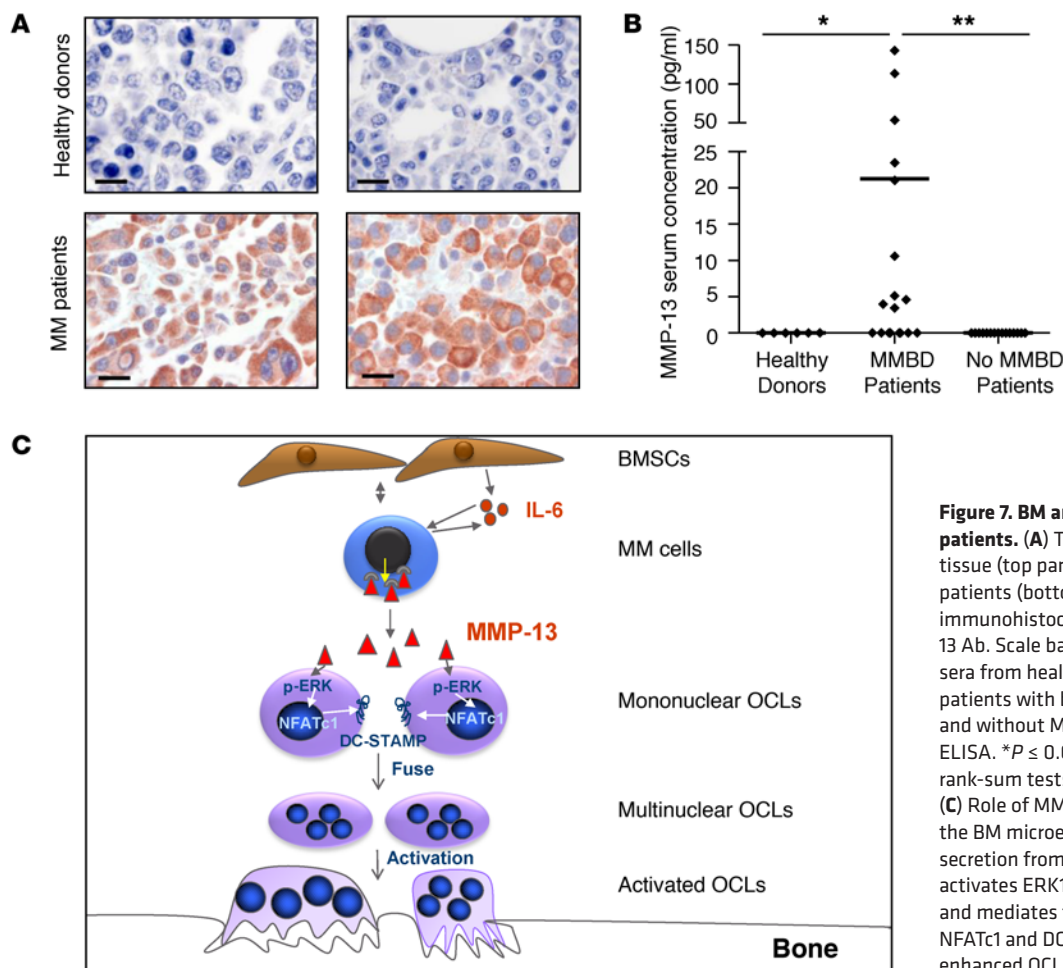 A
Healthy donors
MM patients
B
* **
MMP-13 serum concentration (pg/ml)
150
100
50
25
20
15
10
5
0
Healthy Donors
MMBD Patients
No MMBD Patients
C
BMSCs
IL-6
MM cells
MMP-13
p-ERK p-ERK
Mononuclear OCLs
NFATc1 NFATc1
DC-STAMP
Fuse
Multinuclear OCLs
Activation
Activated OCLs
Bone
Figure 7. BM an
patients. (A) T
tissue (top par
patients (botto
immunohistoc
13 Ab. Scale ba
sera from heal
patients with
and without M
ELISA. *P ≤ 0.
rank-sum test
(C) Role of MM
the BM microe
secretion from
activates ERK1
and mediates
NFATc1 and DC
enhanced OCL